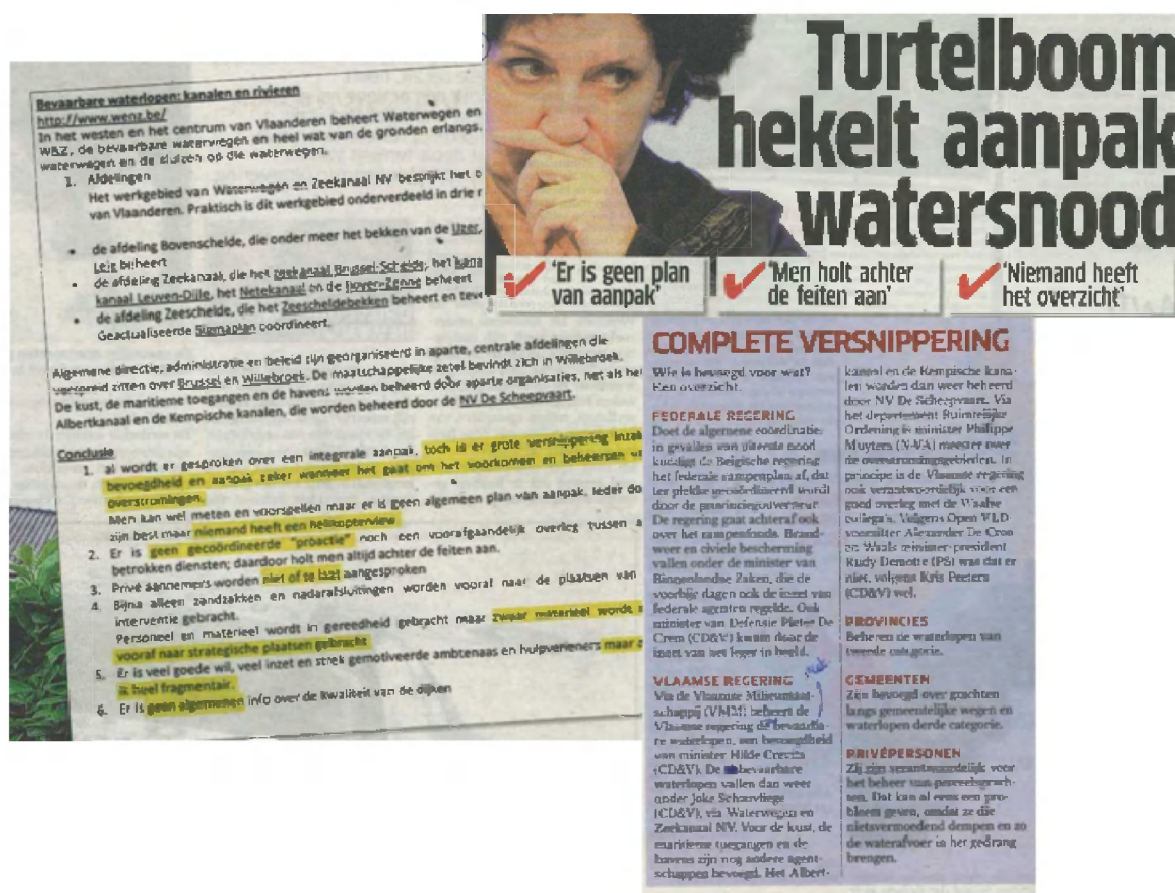 Turtelboom
hekelt aanpak
watersnood
'Er is geen plan
van aanpak'
'Men holt achter
de feiten aan'
'Niemand heeft
het overzicht'
Bevaarbare waterlopen: kanalen en rivieren
http://www.wenz.be/
In het westen en het centrum van Vlaanderen beheert Waterwegen en
W&Z, de bevaarbare waterwegen en heel wat van de gronden erlangs.
waterwegen en de sluizen op die waterwegen.
1. Afdelingen
Het werkgebied van Waterwegen en Zeekanaal NV bestrijkt het
van Vlaanderen. Praktisch is dit werkgebied onderverdeeld in drie
• de afdeling Bovenschelde, die onder meer het bekken van de IJzer,
Leie beheert
• de afdeling Zeekanaal, die het zeekanaal Brussel-Schelde, het
kanaal Leuven-Dijle, het Netekanaal en de Boven-Zenne beheert
• de afdeling Zeeschelde, die het Zeescheldebekken beheert en
Geactualiseerde Sigmaplan coördineert.
Algemene directie, administratie en beleid zijn georganiseerd in aparte, centrale afdelingen die
verspreid zitten over Brussel en Willebroek. De maatschappelijke zetel bevindt zich in Willebroek.
De kust, de maritieme toegangen en de havens worden beheerd door aparte organisaties, net als he
Albertkanaal en de Kempische kanalen, die worden beheerd door de NV De Scheepvaart.
Conclusie
1. al wordt er gesproken over een integrale aanpak, toch is er grote versnippering inzak
bevoegdheid en aanpak zeker wanneer het gaat om het voorkomen en beheersen va
overstromingen.
Men kan wel meten en voorspellen maar er is geen algemeen plan van aanpak. Ieder do
zijn best maar niemand heeft een helikopterview
2. Er is geen gecoördineerde "proactie" noch een voorafgaandelijk overleg tussen a
betrokken diensten; daardoor holt men altijd achter de feiten aan.
3. Privé aannemers worden niet of te laat aangesproken
4. Bijna alleen zandzakken en nadarafsluitingen worden vooraf naar de plaatsen van
interventie gebracht.
Personeel en materieel wordt in gereedheid gebracht maar zwaar materieel wordt
vooraf naar strategische plaatsen gebracht
5. Er is veel goede wil, veel inzet en strek gemotiveerde ambtenaas en hulpverleners maar
is heel fragmentair.
6. Er is geen algemenen info over de kwaliteit van de dijken
COMPLETE VERSNIPPERING
Wie is bevoegd voor wat?
Een overzicht.
FEDERALE REGERING
Doet de algemene coördinatie.
In gevallen van uiterste nood
kondigt de Belgische regering
het federale rampenplan af, dat
ter plekke gecoördineerd wordt
door de provinciegouverneur.
De regering gaat achteraf ook
over het rampenfonds. Brand-
weer en civiele bescherming
vallen onder de minister van
Binnenlandse Zaken, die de
voorbije dagen ook de inzet van
federale agenten regelde. Ook
minister van Defensie Pieter De
Crem (CD&V) kwam door de
inzet van het leger in beeld.
VLAAMSE REGERING
Via de Vlaamse Milieumaat-
schappij (VMM) beheert de
Vlaamse regering de bevaarba-
re waterlopen, een bevoegdheid
van minister Hilde Crevits
(CD&V). De bevaarbare
waterlopen vallen dan weer
onder Joke Schauvliege
(CD&V), via Waterwegen en
Zeekanaal NV. Voor de kust, de
maritieme toegangen en de
havens zijn nog andere agent-
schappen bevoegd. Het Albert-
kanaal en de Kempische kana-
len worden dan weer beheerd
door NV De Scheepvaart. Via
het departement Ruimtelijke
Ordening is minister Philippe
Muyters (N-VA) meester over
de overstromingsgebieden. In
principe is de Vlaamse regering
ook verantwoordelijk voor een
goed overleg met de Waalse
collega's. Volgens Open VLD-
voorzitter Alexander De Croo
en Waals minister-president
Rudy Demotte (PS) was dat er
niet, volgens Kris Peeters
(CD&V) wel.
PROVINCIES
Beheren de waterlopen van
tweede categorie.
GEMEENTEN
Zijn bevoegd over grachten
langs gemeentelijke wegen en
waterlopen derde categorie.
PRIVÉPERSONEN
Zij zijn verantwoordelijk voor
het beheer van perceelsgrach-
ten. Dat kan al eens een pro-
bleem geven, omdat ze die
nietsvermoedend dempen en zo
de waterafvoer in het gedrang
brengen.